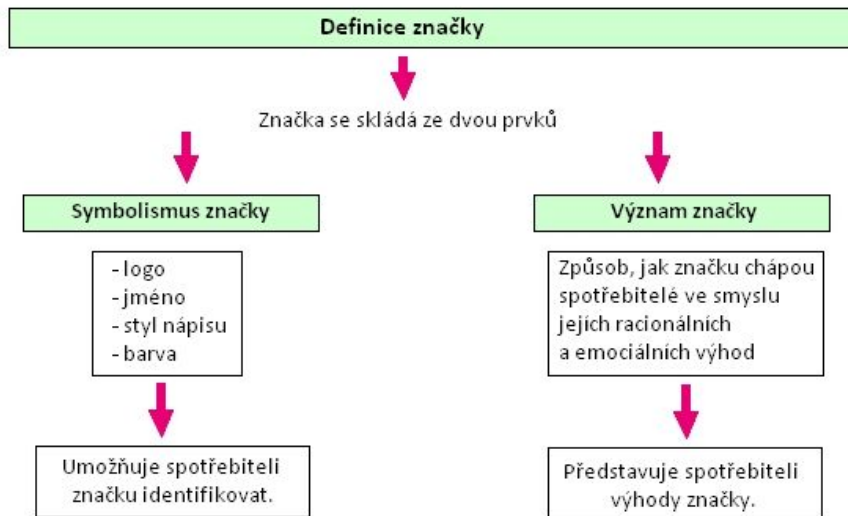 Definice značky
Značka se skládá ze dvou prvků
Symbolismus značky
- logo
- jméno
- styl nápisu
- barva
Umožňuje spotřebiteli
značku identifikovat.
Význam značky
Způsob, jak značku chápou
spotřebitelé ve smyslu
jejích racionálních
a emociálních výhod
Představuje spotřebiteli
výhody značky.